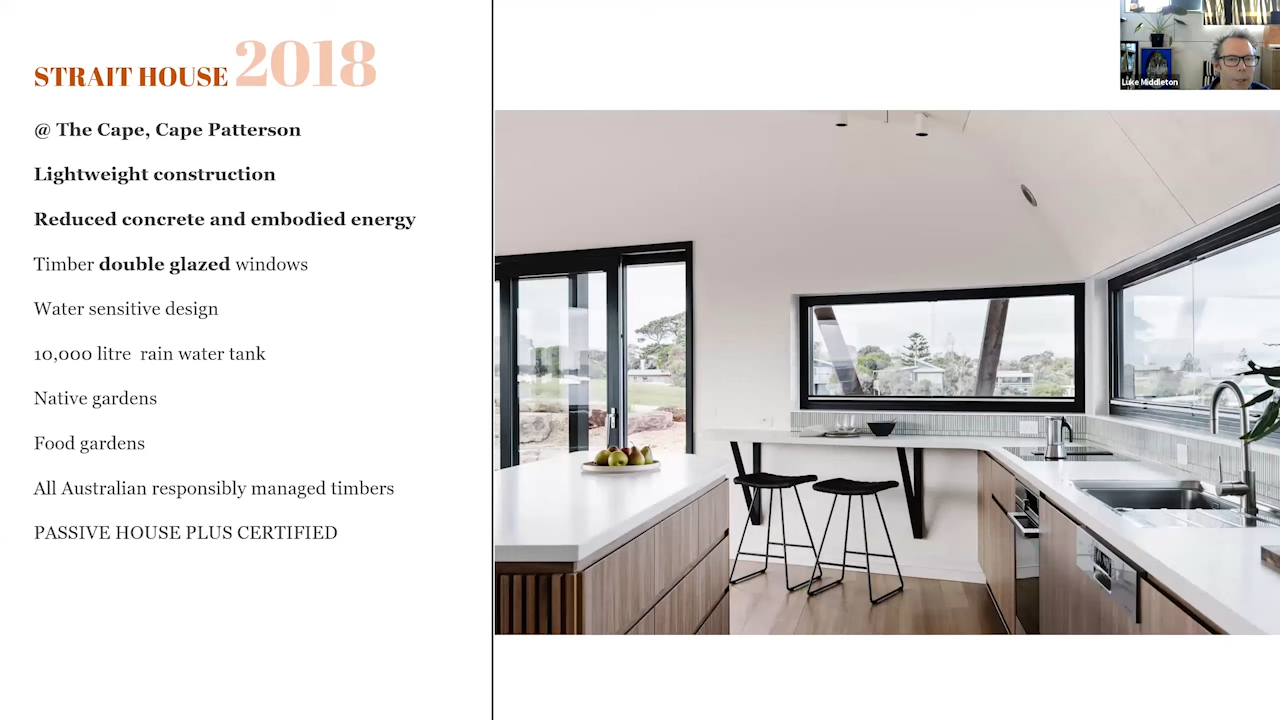 STRAIT HOUSE 2018
@ The Cape, Cape Patterson
Lightweight construction
Reduced concrete and embodied energy
Timber double glazed windows
Water sensitive design
10,000 litre rain water tank
Native gardens
Food gardens
All Australian responsibly managed timbers
PASSIVE HOUSE PLUS CERTIFIED
Luke Middleton